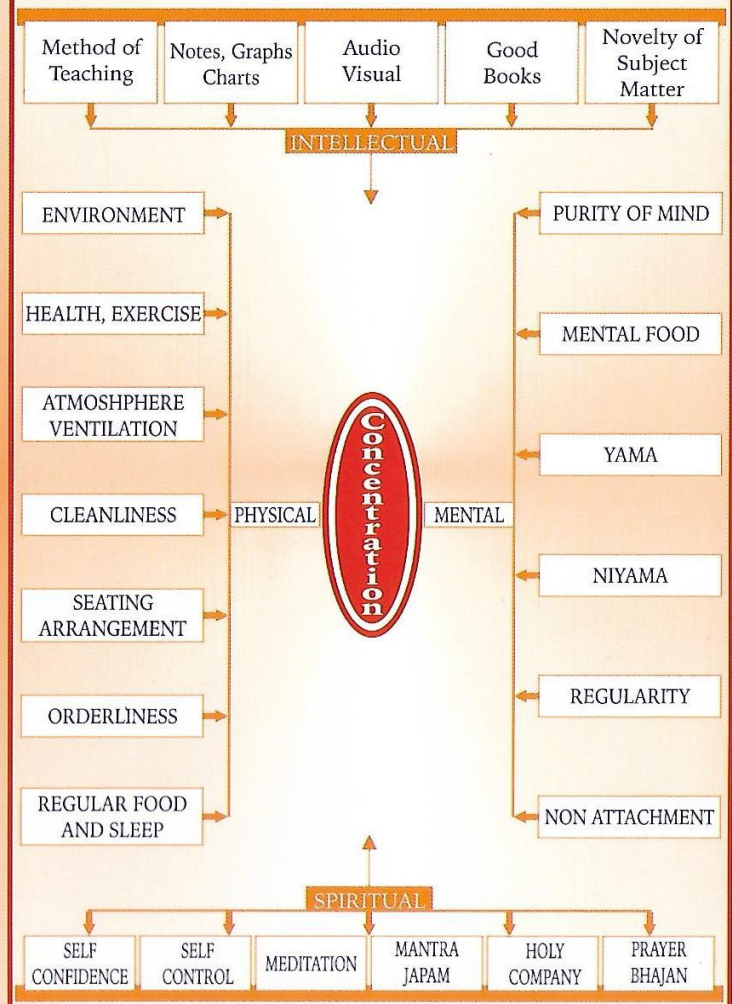 Method of
Teaching
Notes, Graphs
Charts
Audio
Visual
Good
Books
Novelty of
Subject
Matter
INTELLECTUAL
ENVIRONMENT
HEALTH, EXERCISE
ATMOSHPHERE
VENTILATION
CLEANLINESS
SEATING
ARRANGEMENT
ORDERLINESS
REGULAR FOOD
AND SLEEP
PHYSICAL
Concentration
MENTAL
PURITY OF MIND
MENTAL FOOD
YAMA
NIYAMA
REGULARITY
NON ATTACHMENT
SPIRITUAL
SELF
CONFIDENCE
SELF
CONTROL
MEDITATION
MANTRA
JAPAM
HOLY
COMPANY
PRAYER
BHAJAN